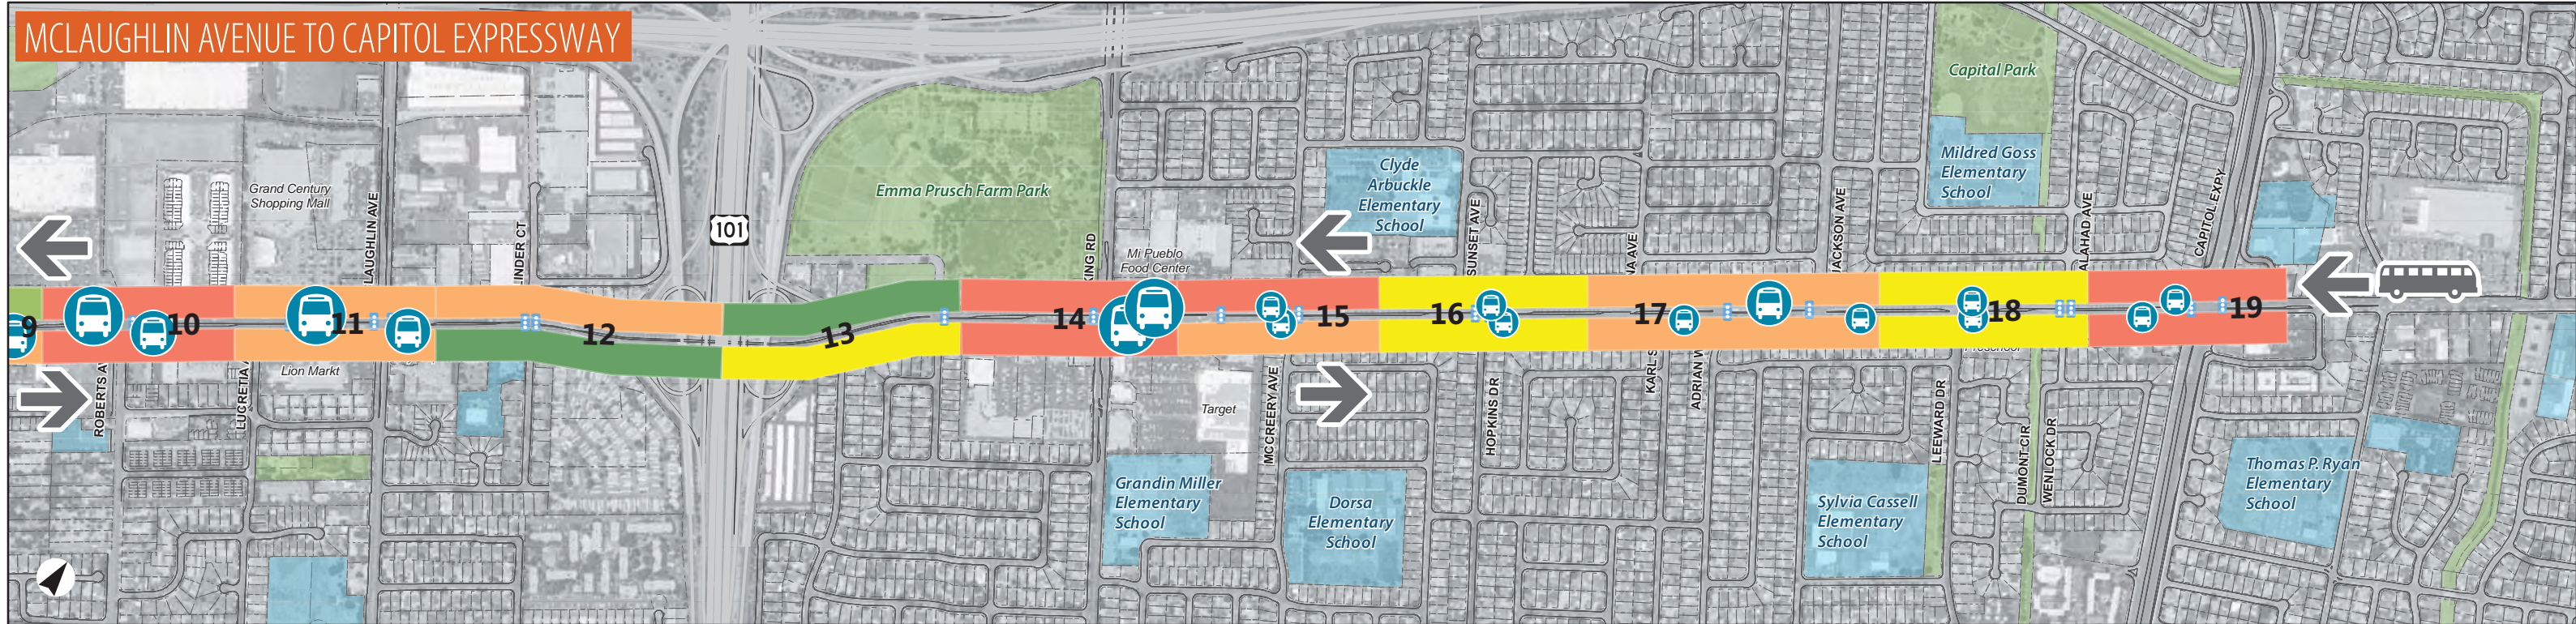 MCLAUGHLIN AVENUE TO CAPITOL EXPRESSWAY
Capital Park
Mildred Goss
Elementary
School
Clyde
Arbuckle
Elementary
School
Grand Century
Shopping Mall
Emma Prusch Farm Park
LAUGHLIN AVE
LINDER CT
101
KING RD
Mi Pueblo
Food Center
SUNSET AVE
NA AVE
JACKSON AVE
ALAHAD AVE
CAPITOL EXPY
9
10
11
12
13
14
15
16
17
18
19
ROBERTS AV
LUCRETIA
Lion Markt
Target
MCCREERY AVE
HOPKINS DR
KARL'S
ADRIAN W
LEEWARD DR
DUMONT CIR
WENLOCK DR
Grandin Miller
Elementary
School
Dorsa
Elementary
School
Sylvia Cassell
Elementary
School
Thomas P. Ryan
Elementary
School